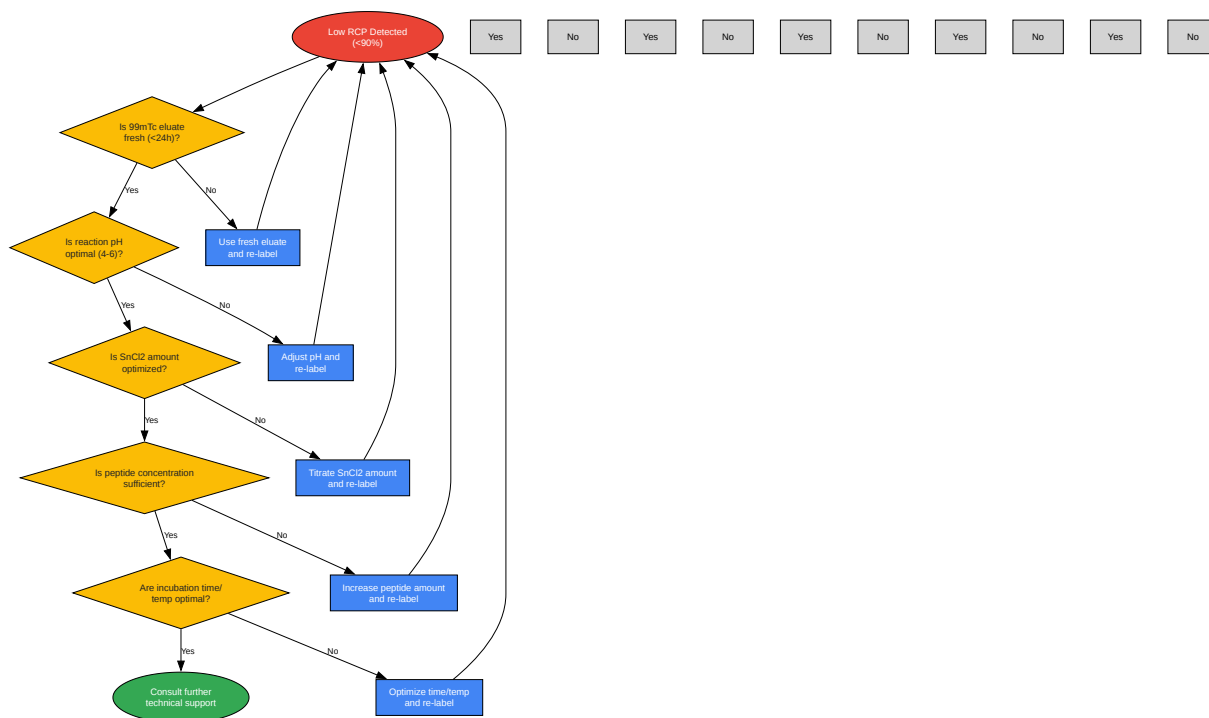 Low RCP Detected
(<90%)
Yes
No
Yes
No
Yes
No
Yes
No
Yes
No
Is 99mTc eluate
fresh (<24h)?
Yes
No
Is reaction pH
optimal (4-6)?
Use fresh eluate
and re-label
Yes
No
Is SnCl2 amount
optimized?
Adjust pH and
re-label
Yes
No
Is peptide concentration
sufficient?
Titrate SnCl2 amount
and re-label
Yes
No
Are incubation time/
temp optimal?
Increase peptide amount
and re-label
Yes
No
Consult further
technical support
Optimize time/temp
and re-label